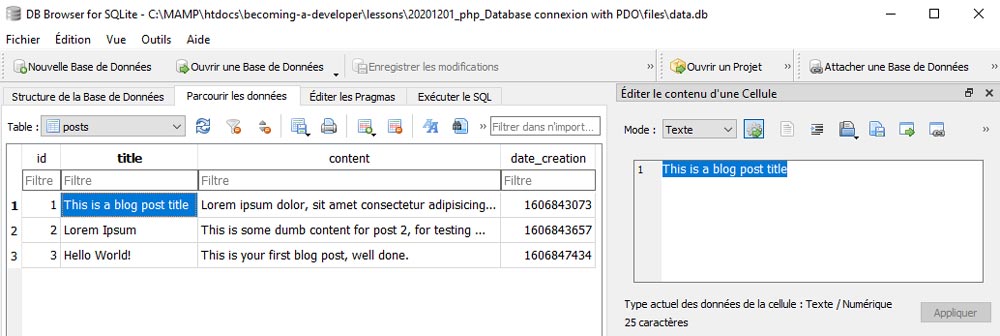 DB Browser for SQLite - C:\MAMP\htdocs\becoming-a-developer\lessons\20201201_php_Database connexion with PDO\files\data.db
Fichier Édition Vue Outils Aide
Nouvelle Base de Données Ouvrir une Base de Données Enregistrer les modifications » Ouvrir un Projet » Attacher une Base de Données »
Structure de la Base de Données Parcourir les données Éditer les Pragmas Exécuter le SQL
Table : posts » Filtrer dans n'import...
id title content date_creation
Filtre Filtre Filtre Filtre
1 1 This is a blog post title Lorem ipsum dolor, sit amet consectetur adipisicing... 1606843073
2 2 Lorem Ipsum This is some dumb content for post 2, for testing ... 1606843657
3 3 Hello World! This is your first blog post, well done. 1606847434
Éditer le contenu d'une Cellule
Mode : Texte »
1 This is a blog post title
Type actuel des données de la cellule : Texte / Numérique
25 caractères
Appliquer